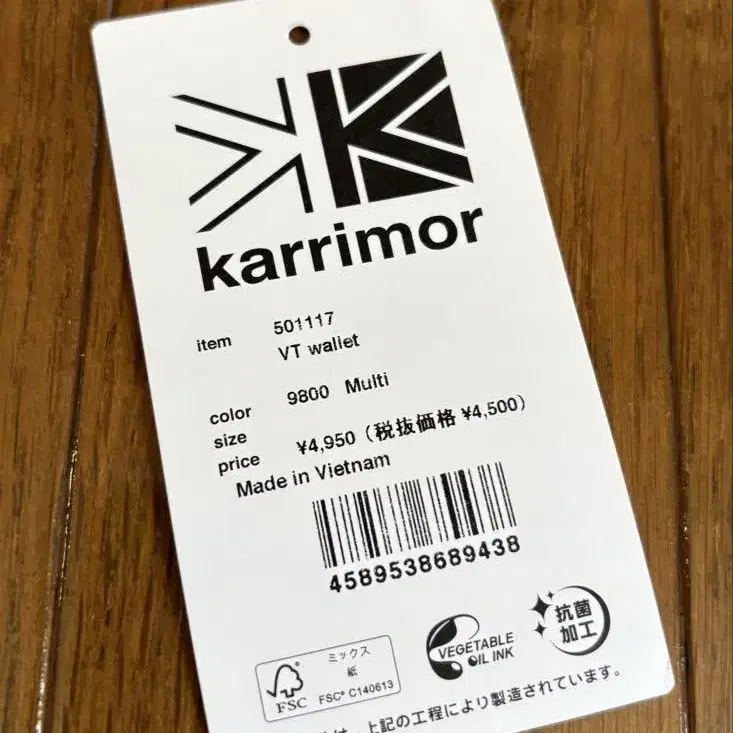 karrimor
item 501117
VT wallet
color 9800 Multi
size
price ¥4,950（税抜価格 ¥4,500）
Made in Vietnam
4589538689438
FSC
ミックス
紙
FSC® C140613
VEGETABLE
OIL INK
抗菌
加工
は、上記の工程により製造されています。